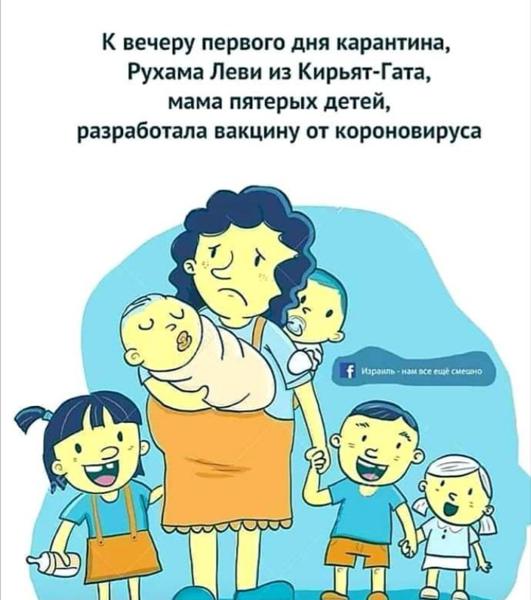 К вечеру первого дня карантина,
Рухама Леви из Кирьят-Гата,
мама пятерых детей,
разработала вакцину от короновируса
f Израиль - нам все ещё смешно